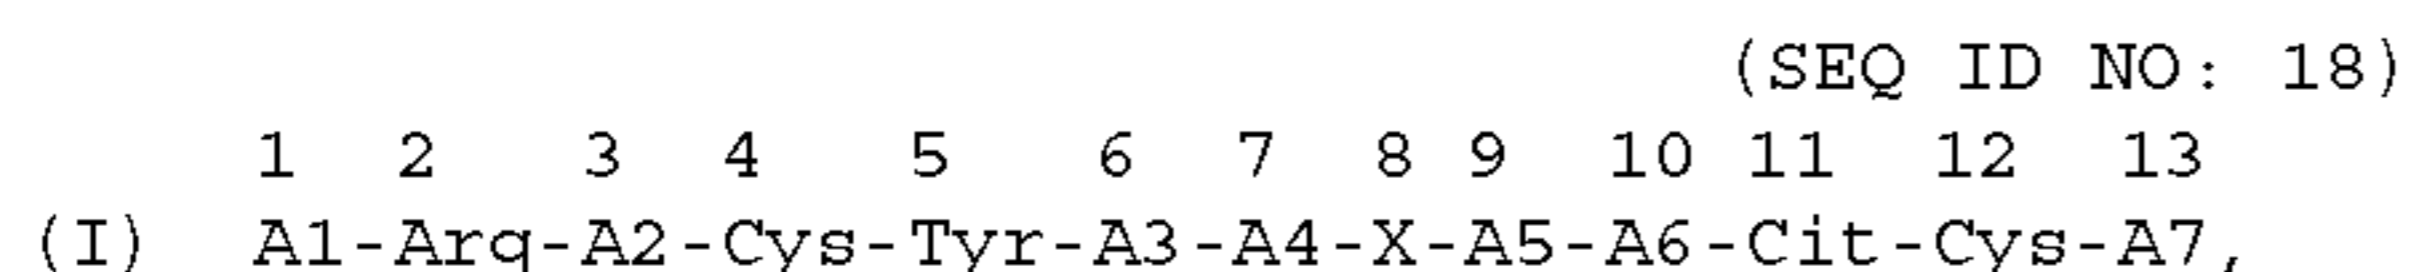 (SEQ ID NO: 18)
1 2 3 4 5 6 7 8 9 10 11 12 13
(I) A1-Arg-A2-Cys-Tyr-A3-A4-X-A5-A6-Cit-Cys-A7,